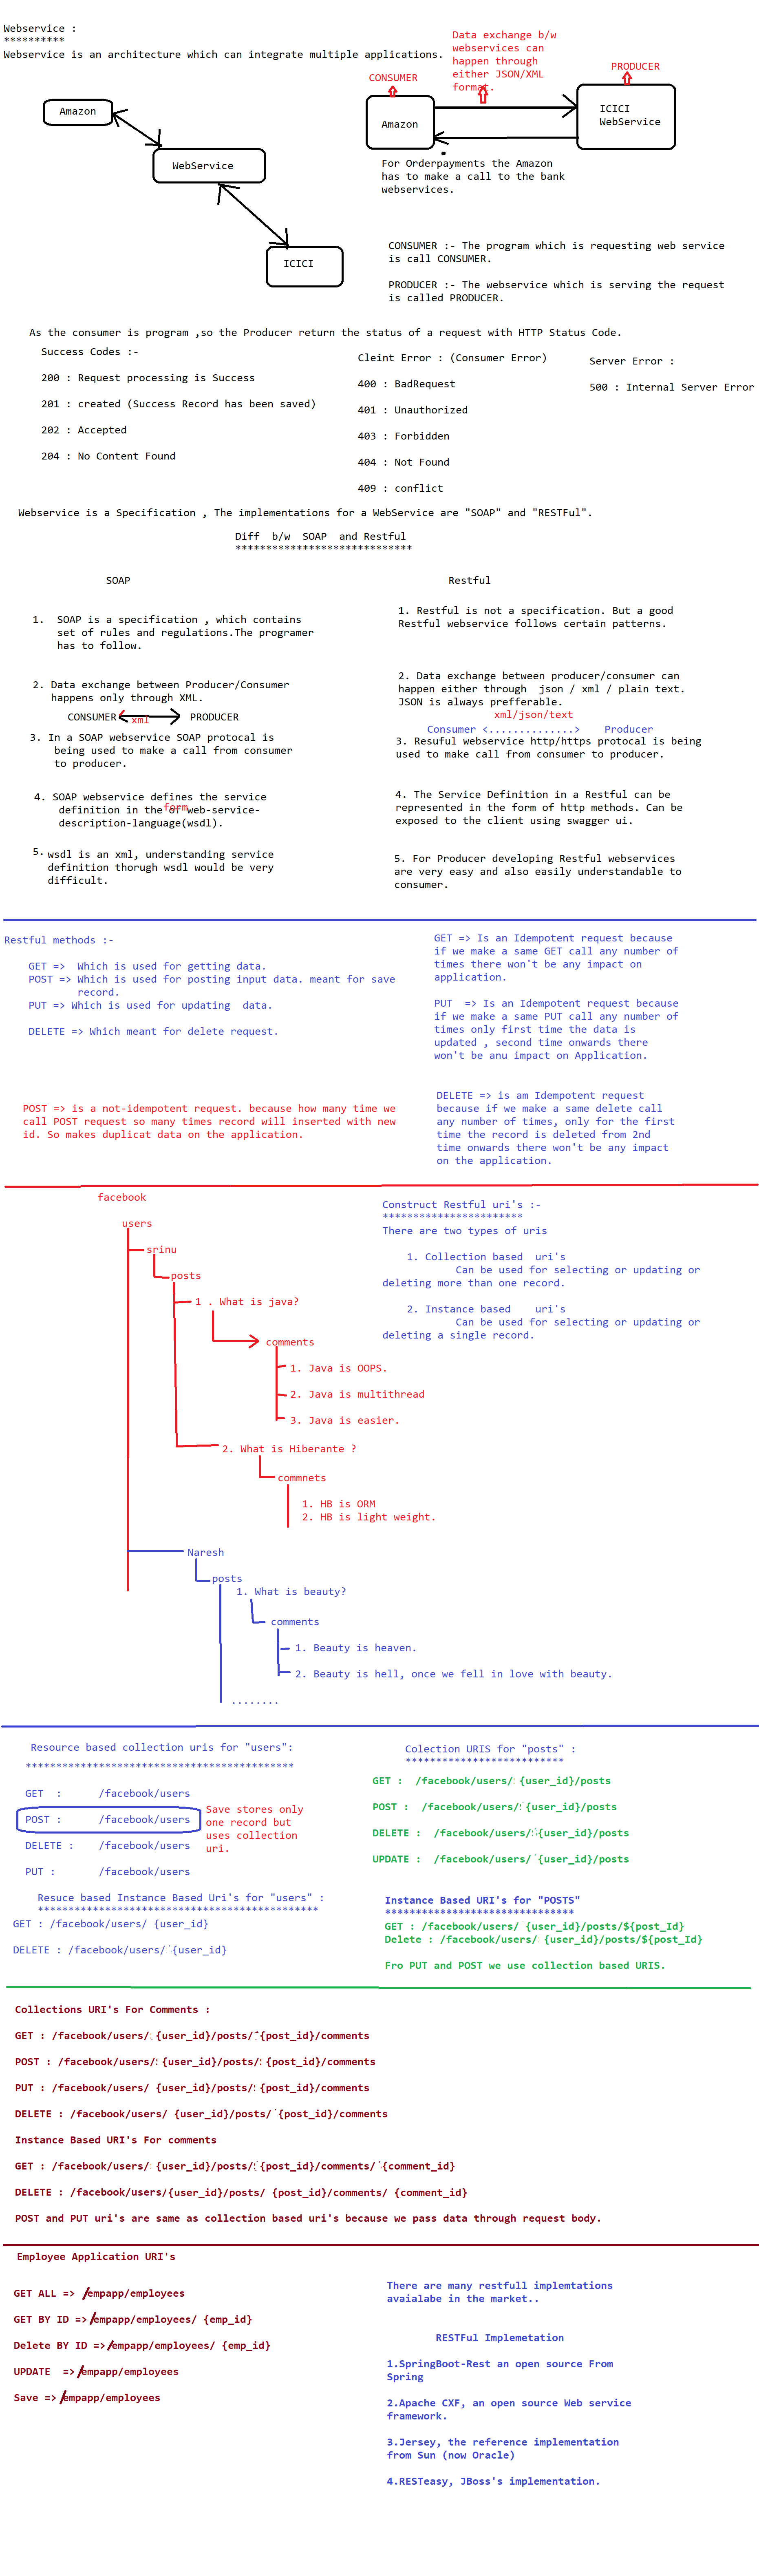 Webservice :
**********
Webservice is an architecture which can integrate multiple applications.
Data exchange b/w
webservices can
happen through
either JSON/XML
format.
CONSUMER
PRODUCER
Amazon
WebService
ICICI
Amazon
ICICI
WebService
For Orderpayments the Amazon
has to make a call to the bank
webservices.
CONSUMER :- The program which is requesting web service
is call CONSUMER.
PRODUCER :- The webservice which is serving the request
is called PRODUCER.
As the consumer is program ,so the Producer return the status of a request with HTTP Status Code.
Success Codes :-
200 : Request processing is Success
201 : created (Success Record has been saved)
202 : Accepted
204 : No Content Found
Cleint Error : (Consumer Error)
400 : BadRequest
401 : Unauthorized
403 : Forbidden
404 : Not Found
409 : conflict
Server Error :
500 : Internal Server Error
Webservice is a Specification , The implementations for a WebService are "SOAP" and "RESTFul".
Diff b/w SOAP and Restful
*****************************
SOAP
1. SOAP is a specification , which contains
set of rules and regulations.The programer
has to follow.
2. Data exchange between Producer/Consumer
happens only through XML.
CONSUMER xml PRODUCER
3. In a SOAP webservice SOAP protocal is
being used to make a call from consumer
to producer.
4. SOAP webservice defines the service
definition in the form of web-service-
description-language(wsdl).
5. wsdl is an xml, understanding service
definition thorugh wsdl would be very
difficult.
Restful
1. Restful is not a specification. But a good
Restful webservice follows certain patterns.
2. Data exchange between producer/consumer can
happen either through json / xml / plain text.
JSON is always prefferable.
xml/json/text
Consumer <..............> Producer
3. Resuful webservice http/https protocal is being
used to make call from consumer to producer.
4. The Service Definition in a Restful can be
represented in the form of http methods. Can be
exposed to the client using swagger ui.
5. For Producer developing Restful webservices
are very easy and also easily understandable to
consumer.
Restful methods :-
GET => Which is used for getting data.
POST => Which is used for posting input data. meant for save
record.
PUT => Which is used for updating data.
DELETE => Which meant for delete request.
POST => is a not-idempotent request. because how many time we
call POST request so many times record will inserted with new
id. So makes duplicat data on the application.
GET => Is an Idempotent request because
if we make a same GET call any number of
times there won't be any impact on
application.
PUT => Is an Idempotent request because
if we make a same PUT call any number of
times only first time the data is
updated , second time onwards there
won't be anu impact on Application.
DELETE => is am Idempotent request
because if we make a same delete call
any number of times, only for the first
time the record is deleted from 2nd
time onwards there won't be any impact
on the application.
facebook
users
srinu
posts
1 . What is java?
comments
1. Java is OOPS.
2. Java is multithread
3. Java is easier.
2. What is Hiberante ?
commnets
1. HB is ORM
2. HB is light weight.
Naresh
posts
1. What is beauty?
comments
1. Beauty is heaven.
2. Beauty is hell, once we fell in love with beauty.
........
Construct Restful uri's :-
***********************
There are two types of uris
1. Collection based uri's
Can be used for selecting or updating or
deleting more than one record.
2. Instance based uri's
Can be used for selecting or updating or
deleting a single record.
Resource based collection uris for "users":
********************************************
GET : /facebook/users
POST : /facebook/users
DELETE : /facebook/users
PUT : /facebook/users
Save stores only
one record but
uses collection
uri.
Resuce based Instance Based Uri's for "users" :
**********************************************
GET : /facebook/users/ {user_id}
DELETE : /facebook/users/ {user_id}
Colection URIS for "posts" :
**************************
GET : /facebook/users/ {user_id}/posts
POST : /facebook/users/ {user_id}/posts
DELETE : /facebook/users/ {user_id}/posts
UPDATE : /facebook/users/ {user_id}/posts
Instance Based URI's for "POSTS"
*******************************
GET : /facebook/users/ {user_id}/posts/${post_Id}
Delete : /facebook/users/ {user_id}/posts/${post_Id}
Fro PUT and POST we use collection based URIS.
Collections URI's For Comments :
GET : /facebook/users/ {user_id}/posts/ {post_id}/comments
POST : /facebook/users/ {user_id}/posts/ {post_id}/comments
PUT : /facebook/users/ {user_id}/posts/ {post_id}/comments
DELETE : /facebook/users/ {user_id}/posts/ {post_id}/comments
Instance Based URI's For comments
GET : /facebook/users/ {user_id}/posts/ {post_id}/comments/ {comment_id}
DELETE : /facebook/users/{user_id}/posts/ {post_id}/comments/ {comment_id}
POST and PUT uri's are same as collection based uri's because we pass data through request body.
Employee Application URI's
GET ALL => /empapp/employees
GET BY ID =>/empapp/employees/ {emp_id}
Delete BY ID =>/empapp/employees/ {emp_id}
UPDATE =>/empapp/employees
Save =>/empapp/employees
There are many restfull implemtations
avaialabe in the market..
RESTFul Implemetation
1.SpringBoot-Rest an open source From
Spring
2.Apache CXF, an open source Web service
framework.
3.Jersey, the reference implementation
from Sun (now Oracle)
4.RESTeasy, JBoss's implementation.